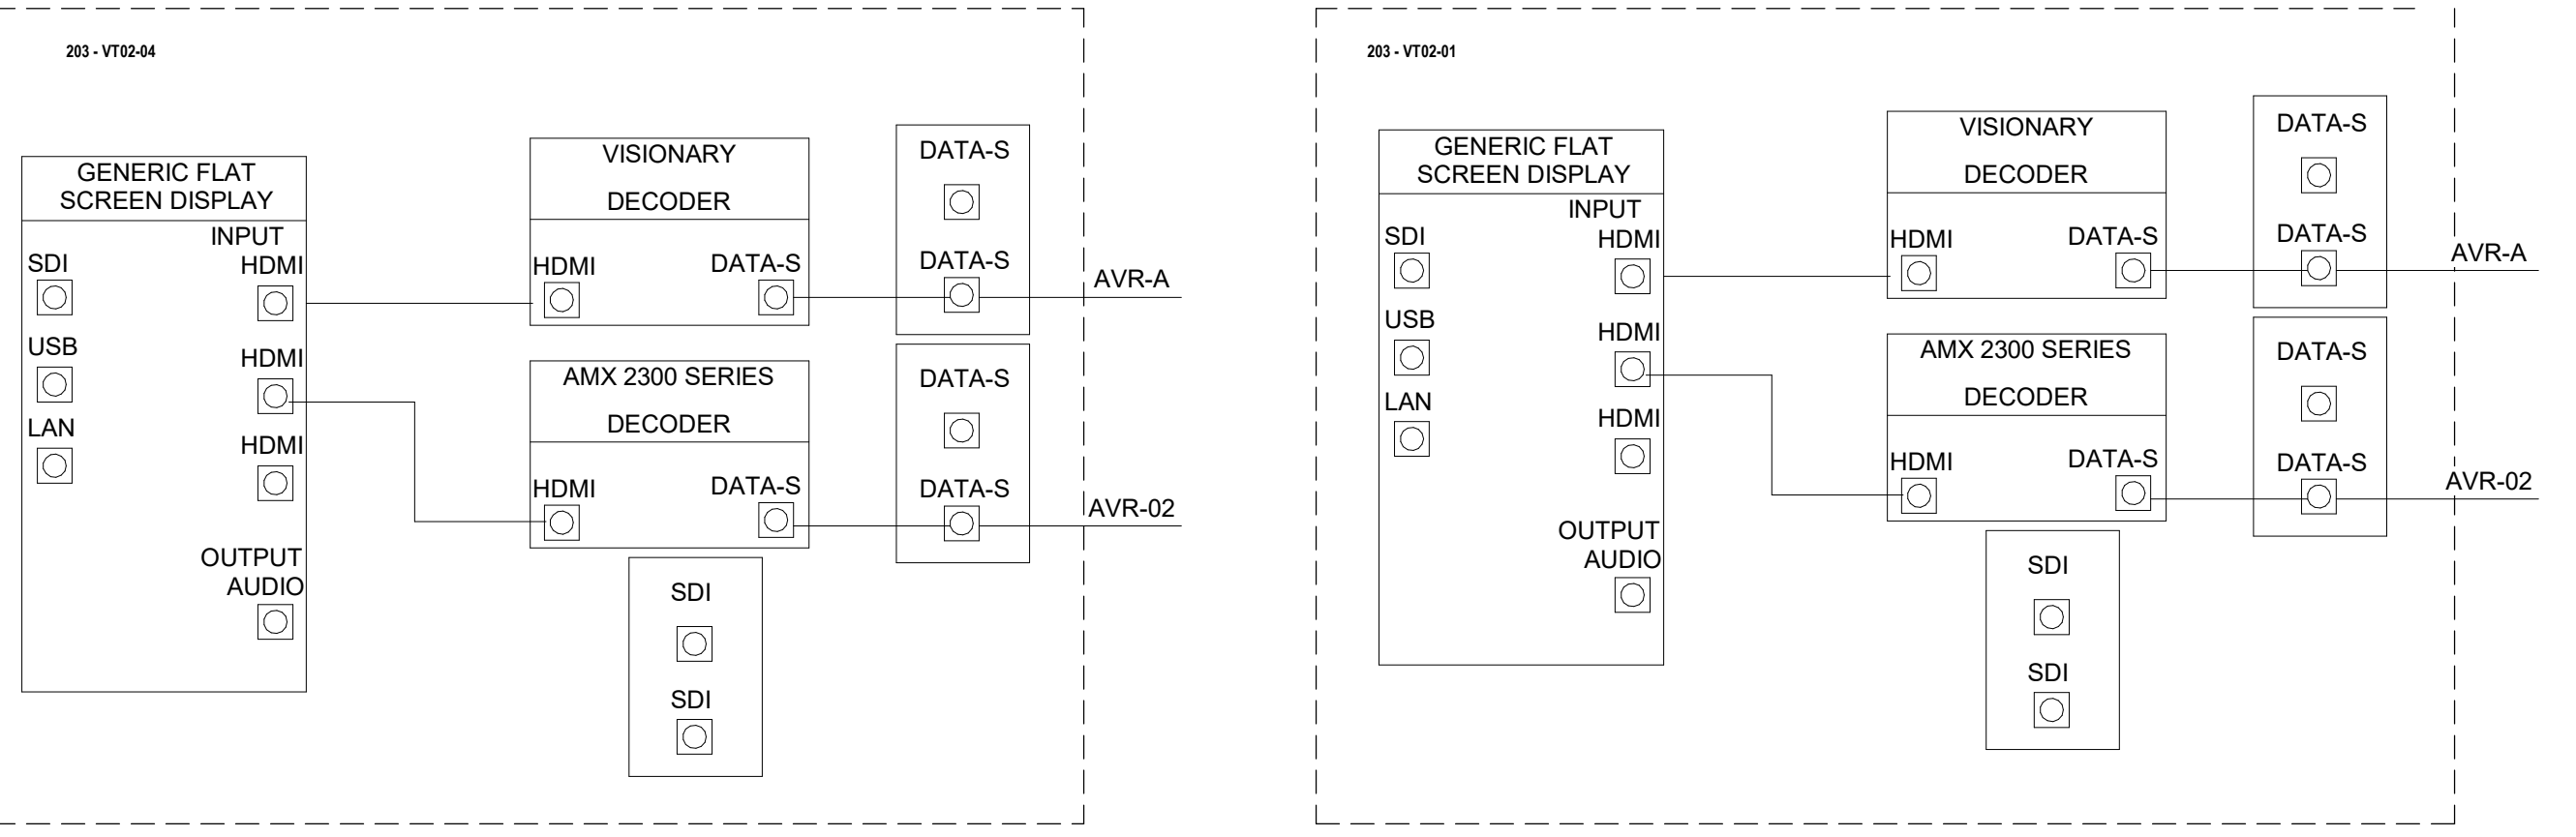 203 - VT02-04
GENERIC FLAT
SCREEN DISPLAY
INPUT
SDI
HDMI
USB
HDMI
LAN
HDMI
OUTPUT
AUDIO
VISIONARY
DECODER
HDMI
DATA-S
AMX 2300 SERIES
DECODER
HDMI
DATA-S
SDI
SDI
DATA-S
DATA-S
AVR-A
DATA-S
DATA-S
AVR-02
203 - VT02-01
GENERIC FLAT
SCREEN DISPLAY
INPUT
SDI
HDMI
USB
HDMI
LAN
HDMI
OUTPUT
AUDIO
VISIONARY
DECODER
HDMI
DATA-S
AMX 2300 SERIES
DECODER
HDMI
DATA-S
SDI
SDI
DATA-S
DATA-S
AVR-A
DATA-S
DATA-S
AVR-02